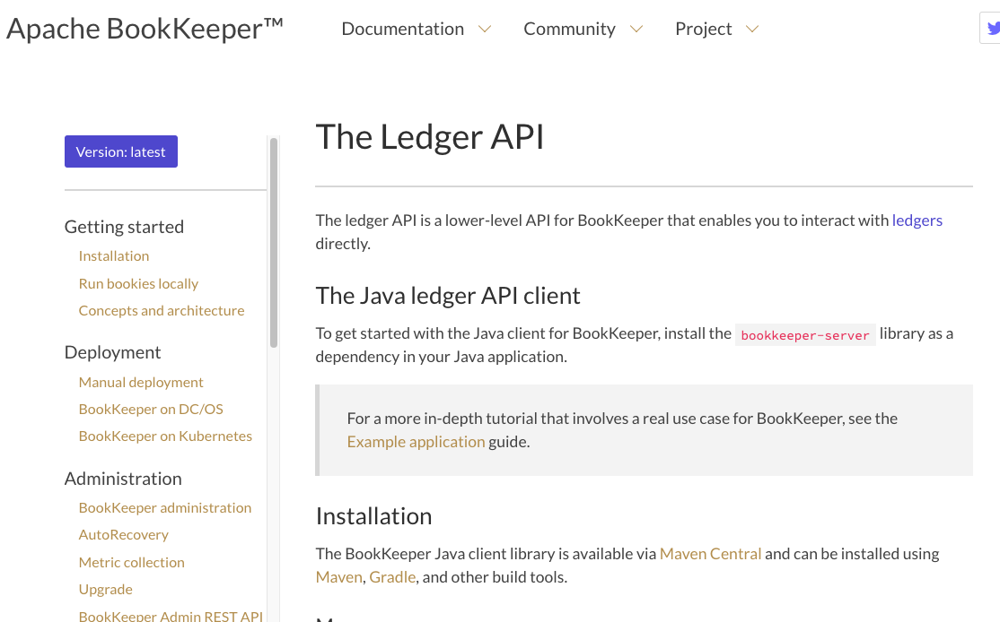 Apache BookKeeper™
Documentation
Community
Project
Version: latest
Getting started
Installation
Run bookies locally
Concepts and architecture
Deployment
Manual deployment
BookKeeper on DC/OS
BookKeeper on Kubernetes
Administration
BookKeeper administration
AutoRecovery
Metric collection
Upgrade
BookKeeper Admin REST API
The Ledger API
The ledger API is a lower-level API for BookKeeper that enables you to interact with ledgers
directly.
The Java ledger API client
To get started with the Java client for BookKeeper, install the bookkeeper-server library as a
dependency in your Java application.
For a more in-depth tutorial that involves a real use case for BookKeeper, see the
Example application guide.
Installation
The BookKeeper Java client library is available via Maven Central and can be installed using
Maven, Gradle, and other build tools.